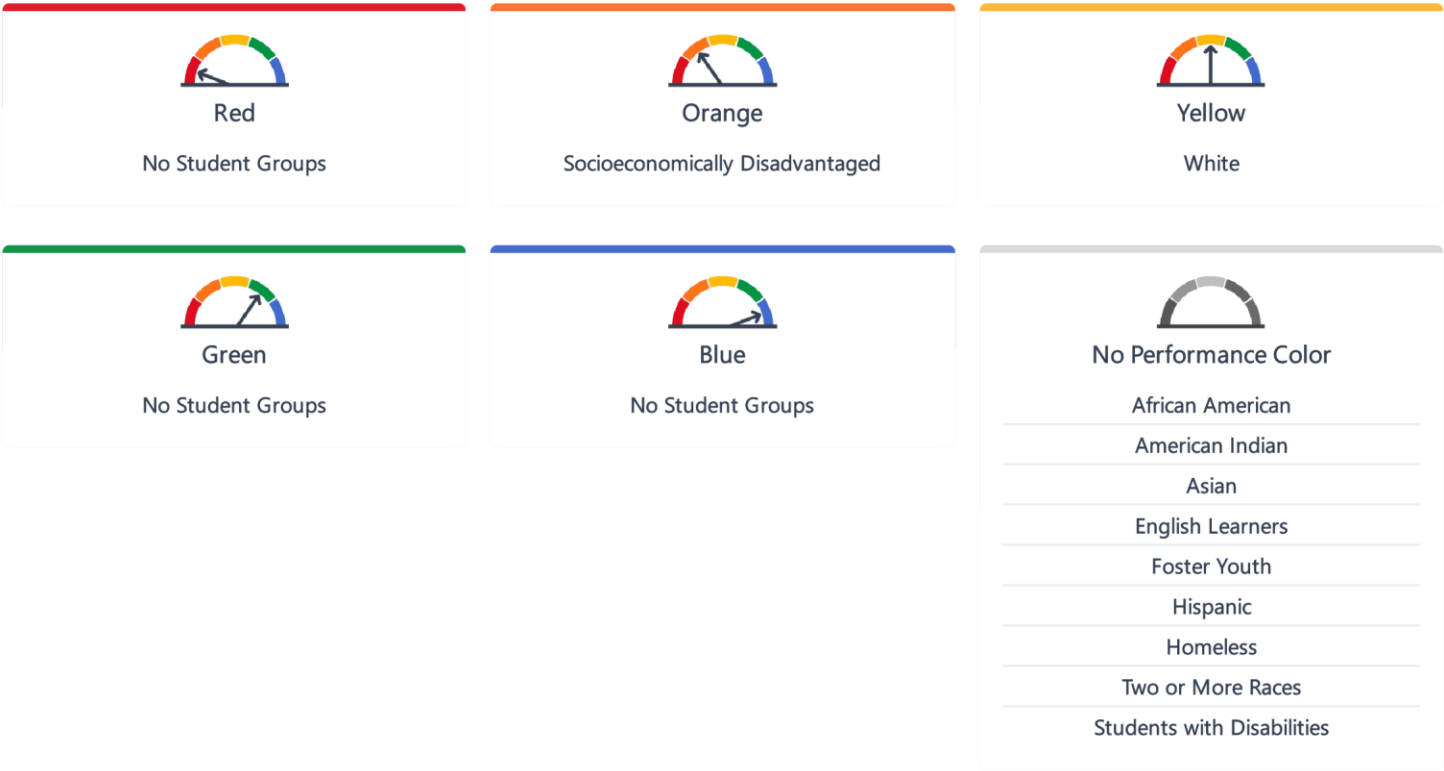 Red
No Student Groups
Orange
Socioeconomically Disadvantaged
Yellow
White
Green
No Student Groups
Blue
No Student Groups
No Performance Color
African American
American Indian
Asian
English Learners
Foster Youth
Hispanic
Homeless
Two or More Races
Students with Disabilities